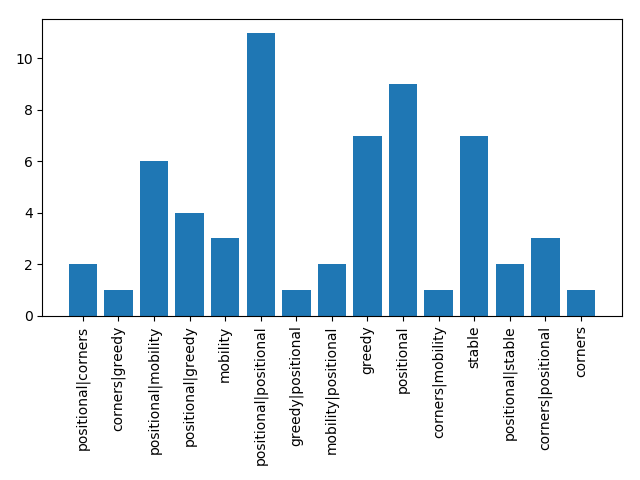 10
8
6
4
2
0
positional|corners
corners|greedy
positional|mobility
positional|greedy
mobility
positional|positional
greedy|positional
mobility|positional
greedy
positional
corners|mobility
stable
positional|stable
corners|positional
corners